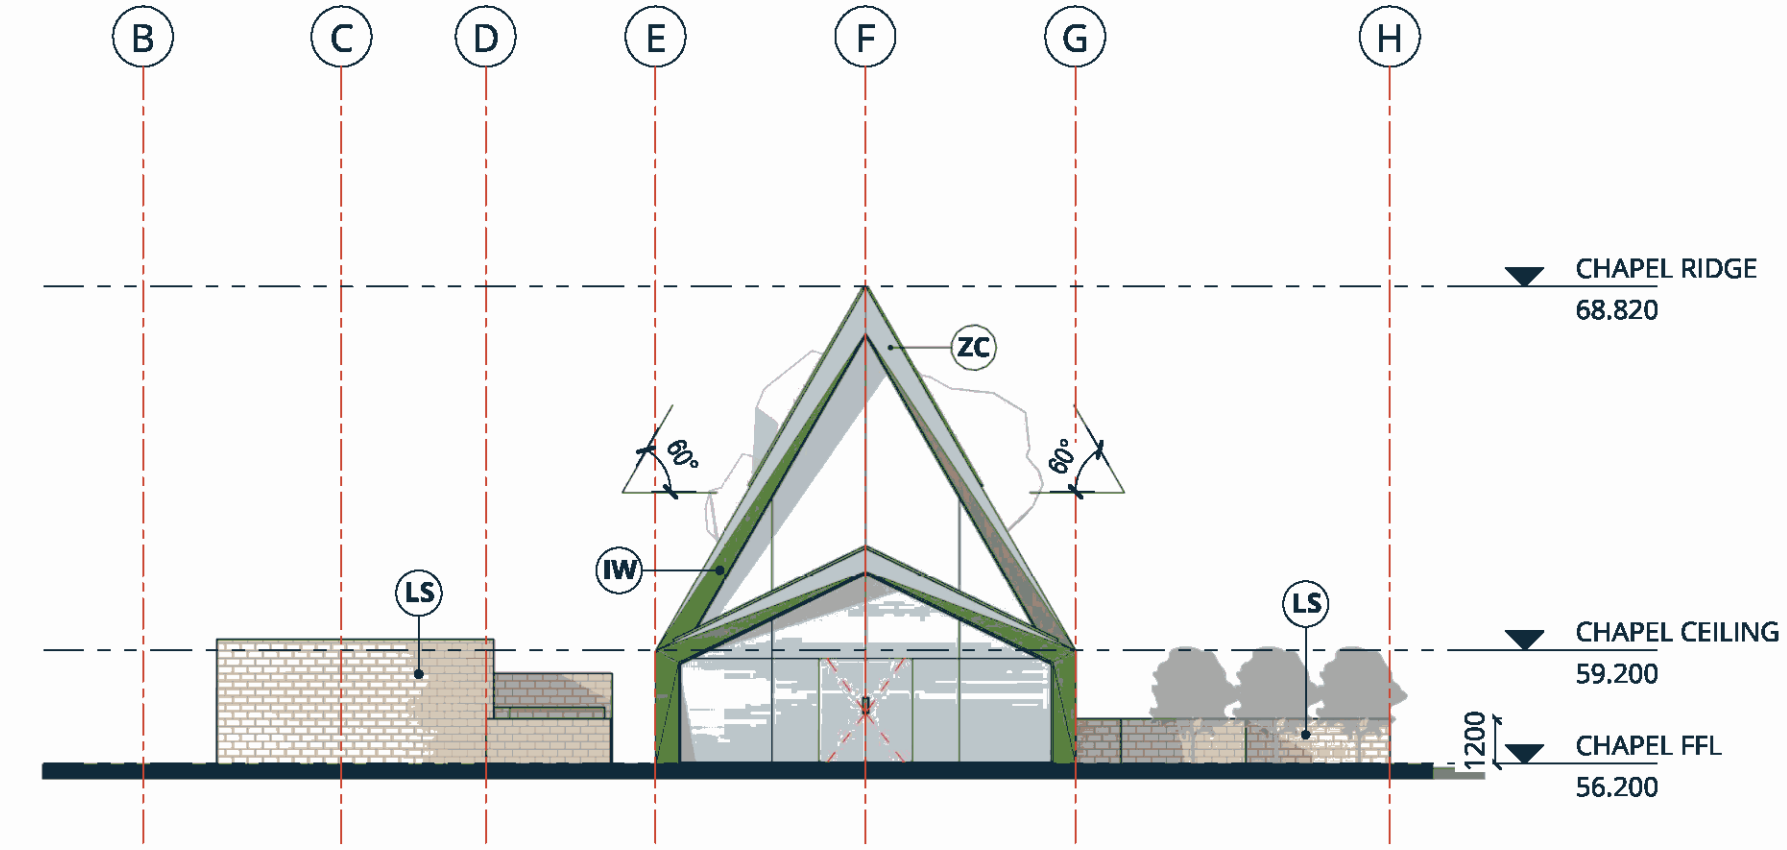 B C D E F G H
CHAPEL RIDGE
68.820
ZC
60°
60°
IW
LS
LS
CHAPEL CEILING
59.200
1200
CHAPEL FFL
56.200